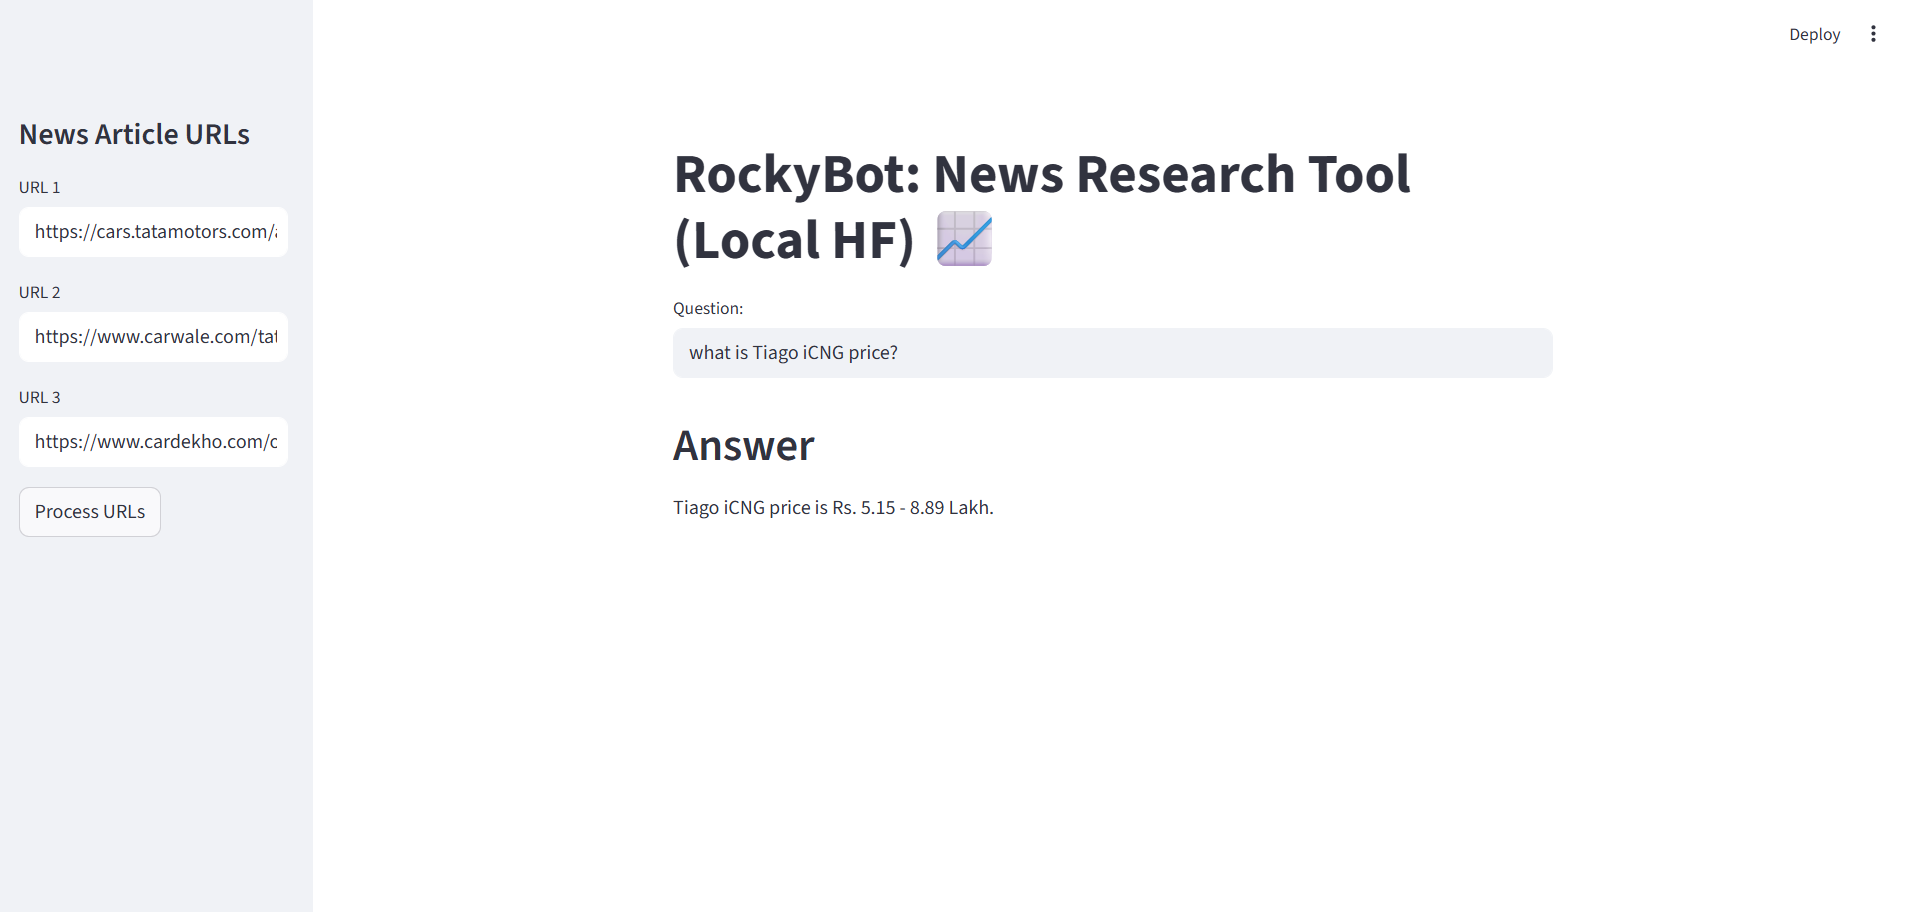 Deploy
News Article URLs
URL 1
https://cars.tatamotors.com/
URL 2
https://www.carwale.com/tat
URL 3
https://www.cardekho.com/c
Process URLs
RockyBot: News Research Tool
(Local HF) 📈
Question:
what is Tiago iCNG price?
Answer
Tiago iCNG price is Rs. 5.15 - 8.89 Lakh.